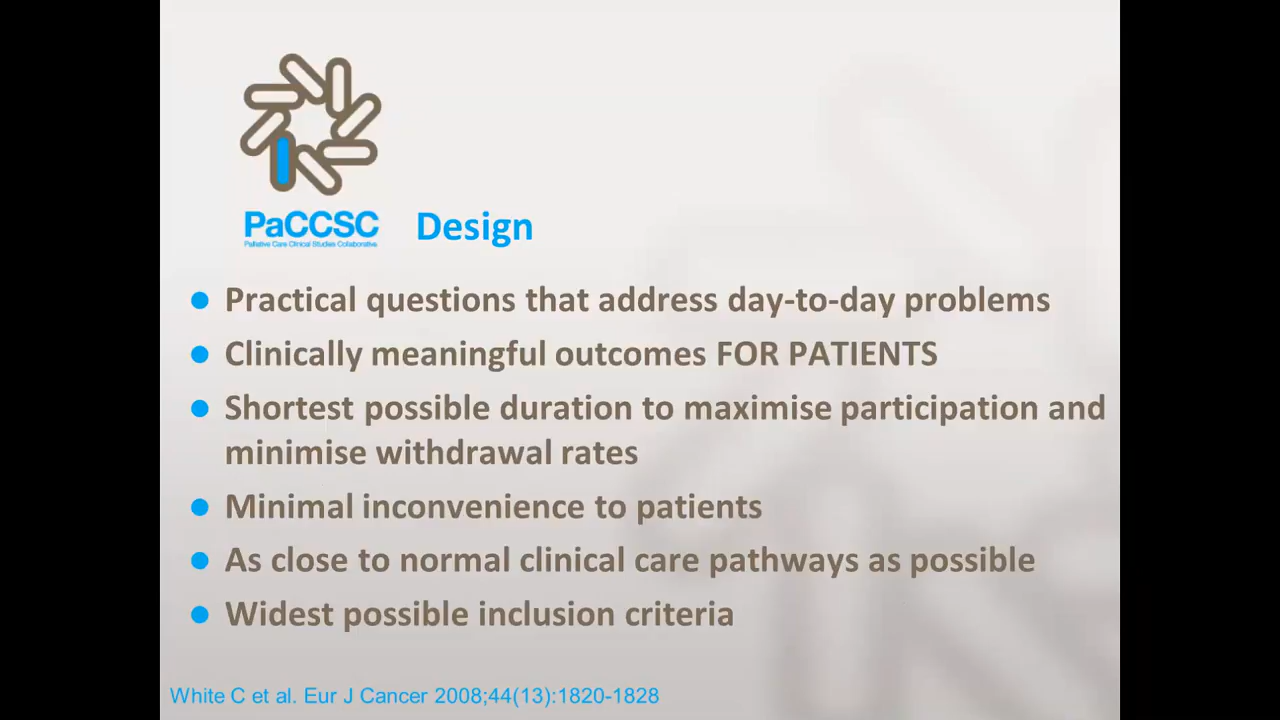 PaCCSC
Palliative Care Clinical Studies Collaborative
Design
Practical questions that address day-to-day problems
Clinically meaningful outcomes FOR PATIENTS
Shortest possible duration to maximise participation and
minimise withdrawal rates
Minimal inconvenience to patients
As close to normal clinical care pathways as possible
Widest possible inclusion criteria
White C et al. Eur J Cancer 2008;44(13):1820-1828